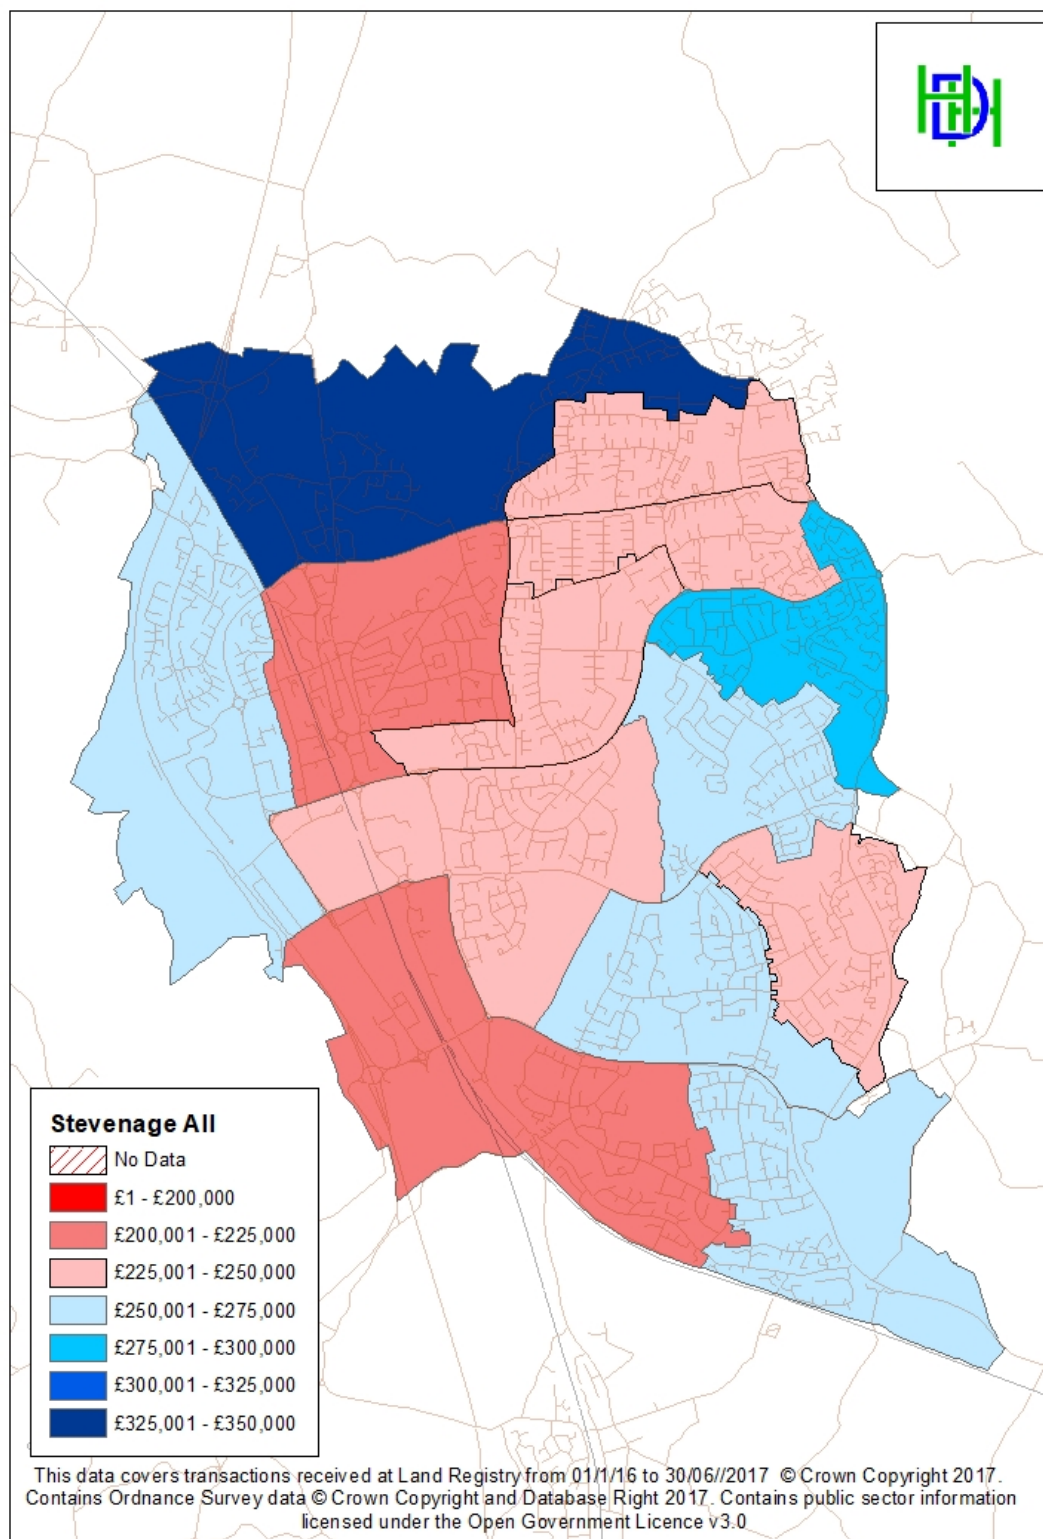 Stevenage All
No Data
£1 - £200,000
£200,001 - £225,000
£225,001 - £250,000
£250,001 - £275,000
£275,001 - £300,000
£300,001 - £325,000
£325,001 - £350,000
This data covers transactions received at Land Registry from 01/1/16 to 30/06//2017 © Crown Copyright 2017.
Contains Ordnance Survey data © Crown Copyright and Database Right 2017. Contains public sector information
licensed under the Open Government Licence v3.0